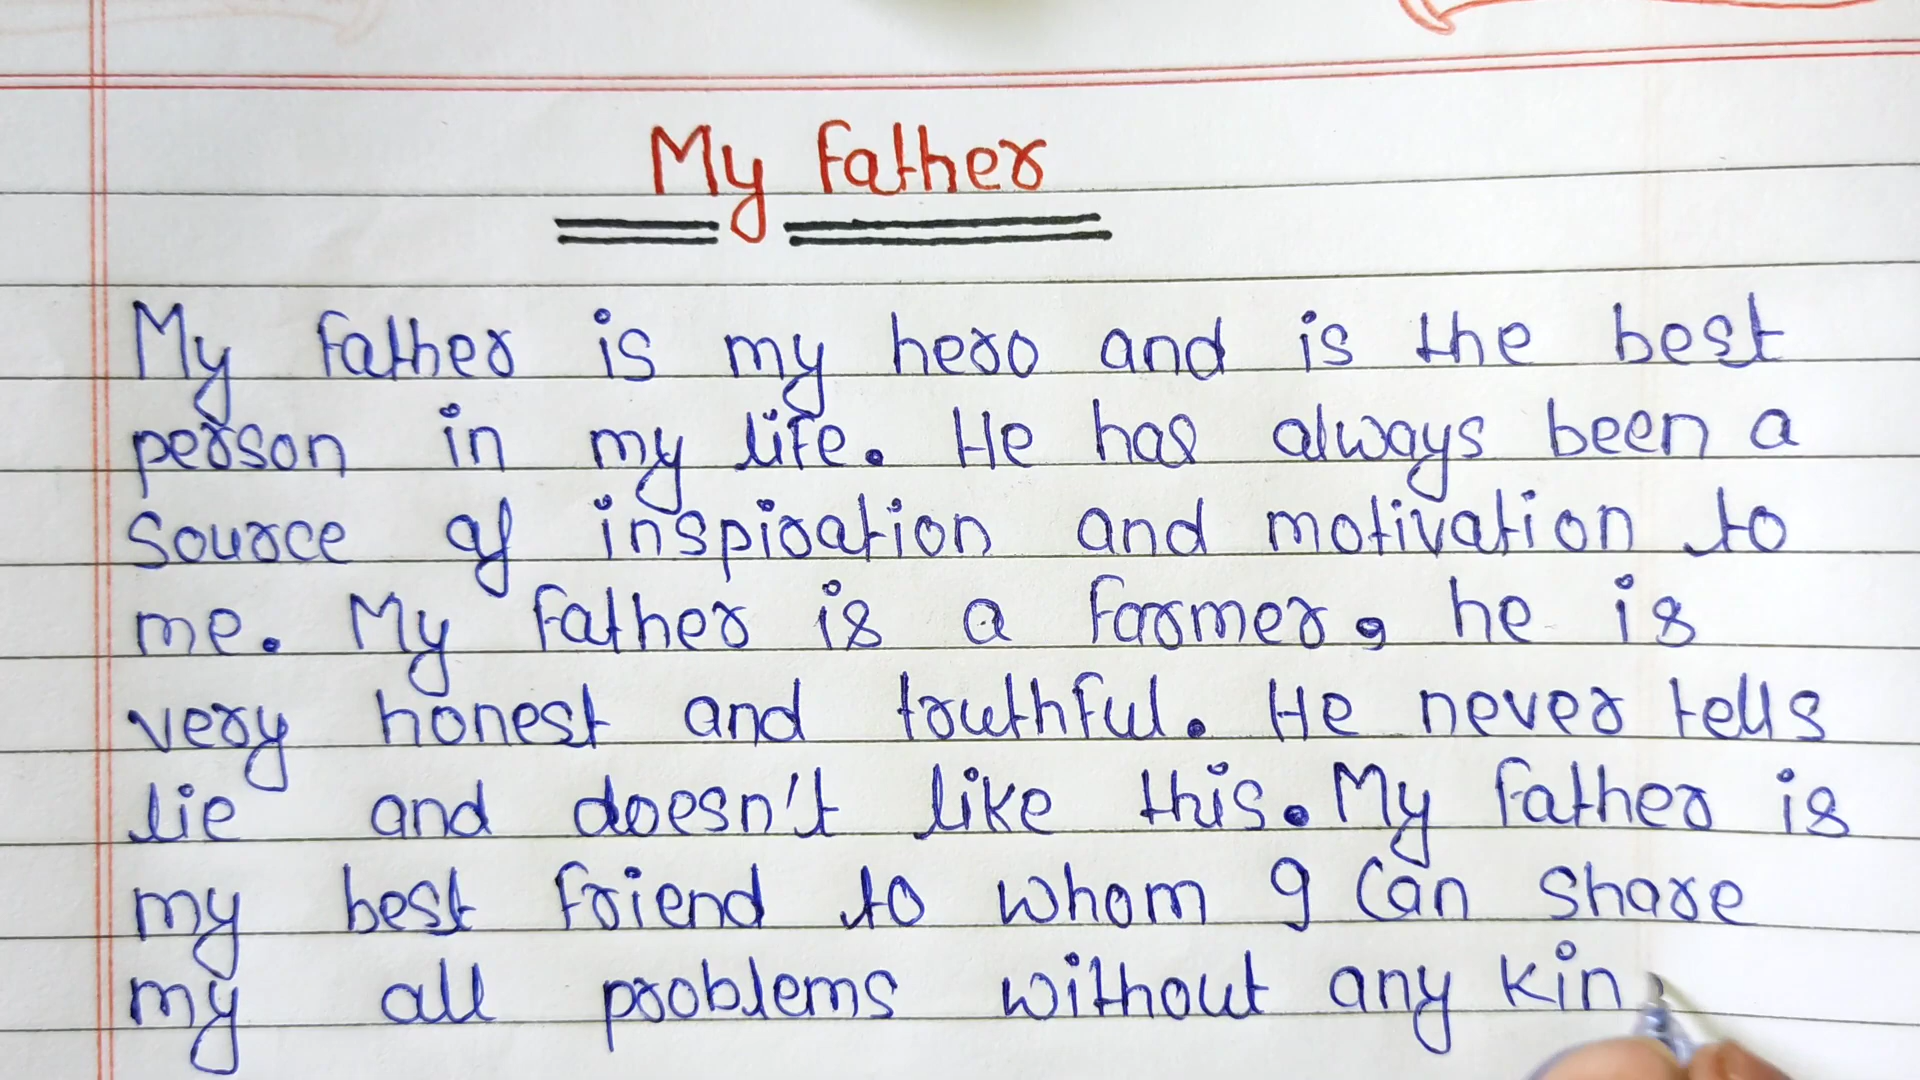 My Father
My Father is my hero and is the best
person in my life. He has always been a
source of inspiration and motivation to
me. My Father is a Farmer, he is
very honest and truthful. He never tells
lie and doesn't like this. My Father is
my best Friend to whom I can share
my all problems without any kin